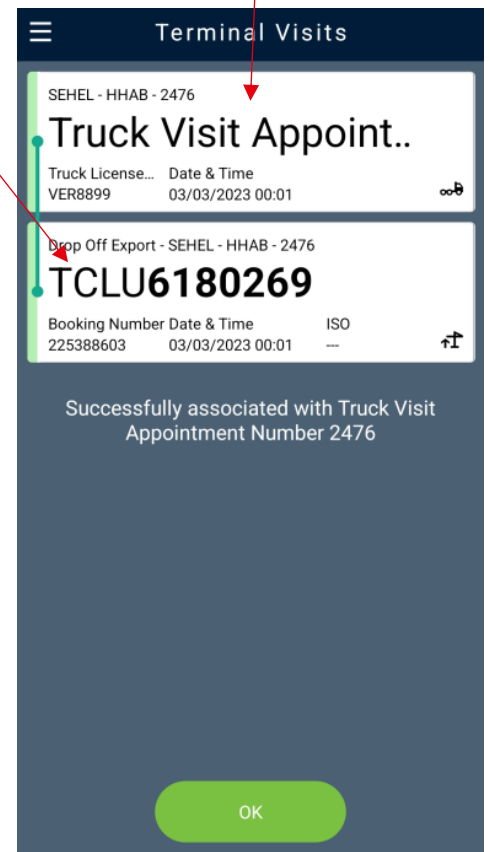 Terminal Visits
SEHEL - HHAB - 2476
Truck Visit Appoint..
Truck License... Date & Time
VER8899 03/03/2023 00:01
Drop Off Export - SEHEL - HHAB - 2476
TCLU6180269
Booking Number Date & Time ISO
225388603 03/03/2023 00:01 ---
Successfully associated with Truck Visit
Appointment Number 2476
OK